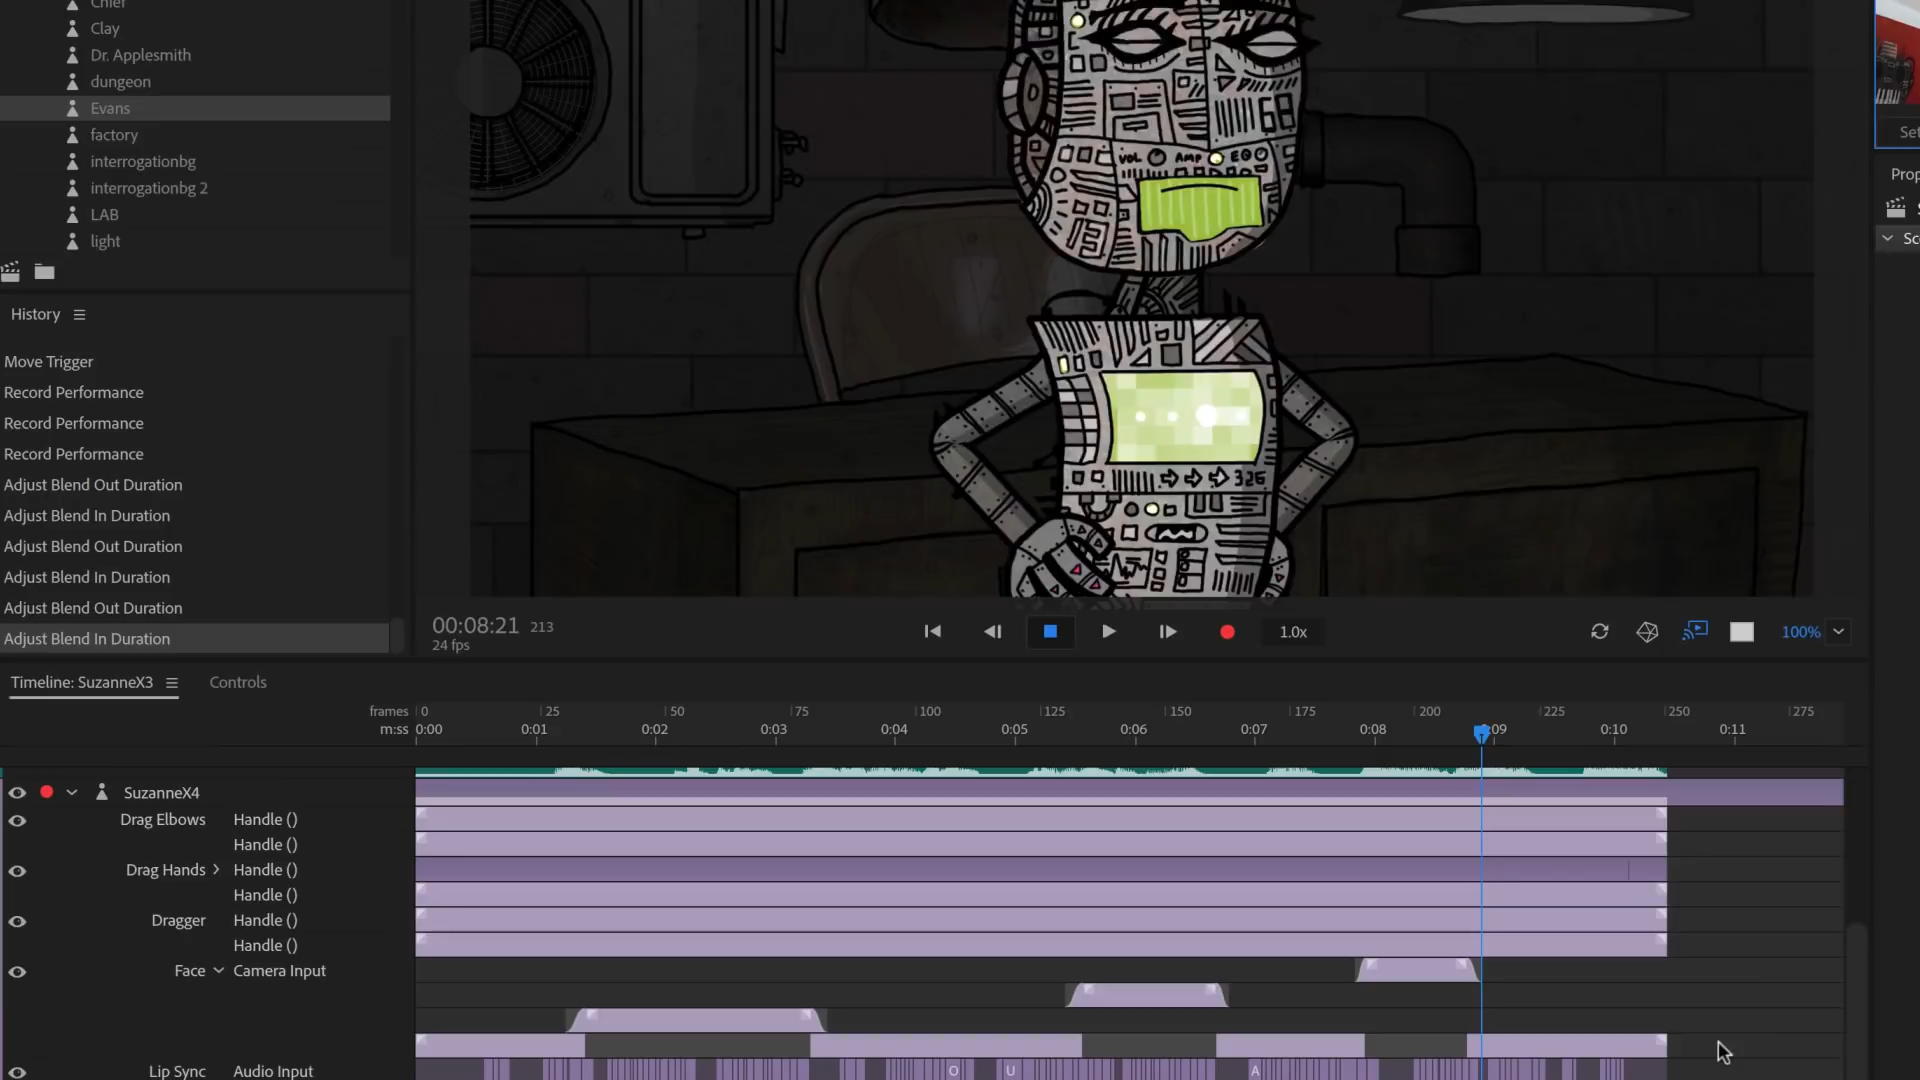 Chief
Clay
Dr. Applesmith
dungeon
Evans
factory
interrogationbg
interrogationbg 2
LAB
light
History
Move Trigger
Record Performance
Record Performance
Record Performance
Adjust Blend Out Duration
Adjust Blend In Duration
Adjust Blend Out Duration
Adjust Blend In Duration
Adjust Blend Out Duration
Adjust Blend In Duration
VOL AMP EQ
326
Set
Prop
Sc
00:08:21 213
24 fps
1.0x
100%
Timeline: SuzanneX3 Controls
frames 0 25 50 75 100 125 150 175 200 225 250 275
m:ss 0:00 0:01 0:02 0:03 0:04 0:05 0:06 0:07 0:08 :09 0:10 0:11
SuzanneX4
Drag Elbows Handle ()
Handle ()
Drag Hands Handle ()
Handle ()
Dragger Handle ()
Handle ()
Face Camera Input
Lip Sync Audio Input O U A